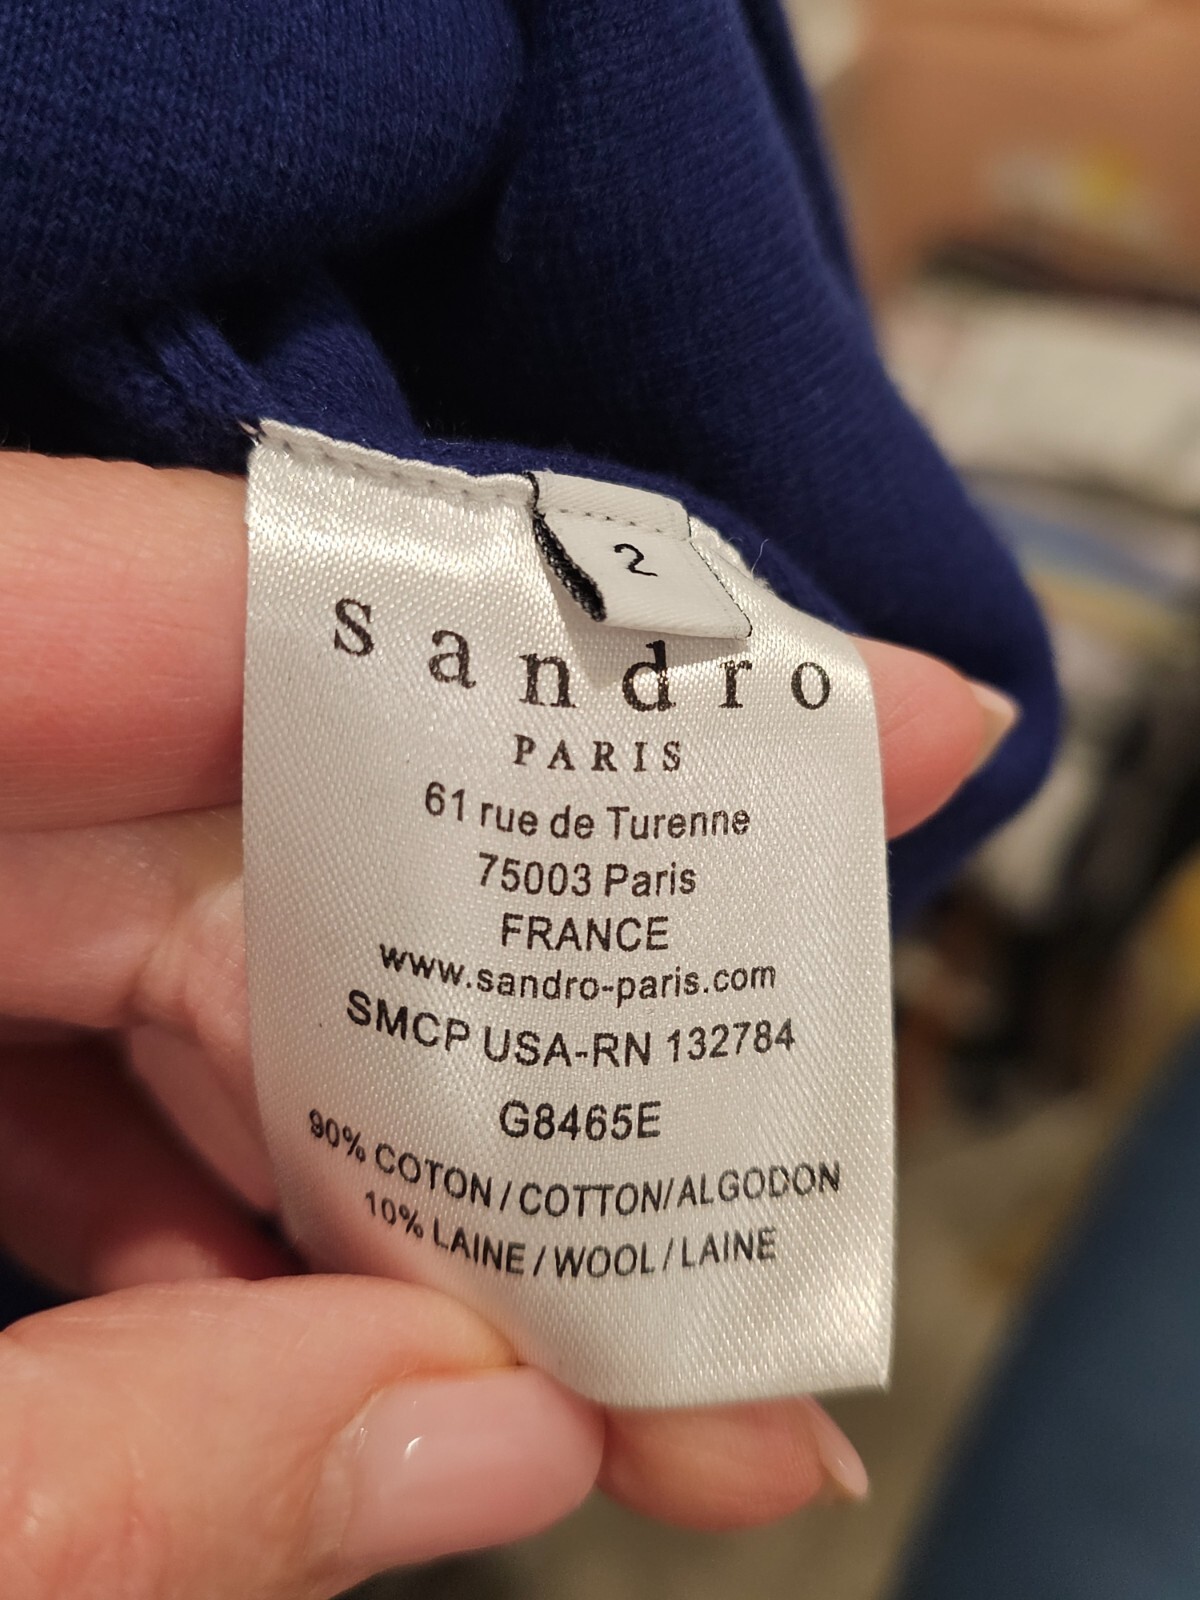 2
sandro
PARIS
61 rue de Turenne
75003 Paris
FRANCE
www.sandro-paris.com
SMCP USA-RN 132784
G8465E
90% COTON / COTTON/ALGODON
10% LAINE / WOOL / LAINE